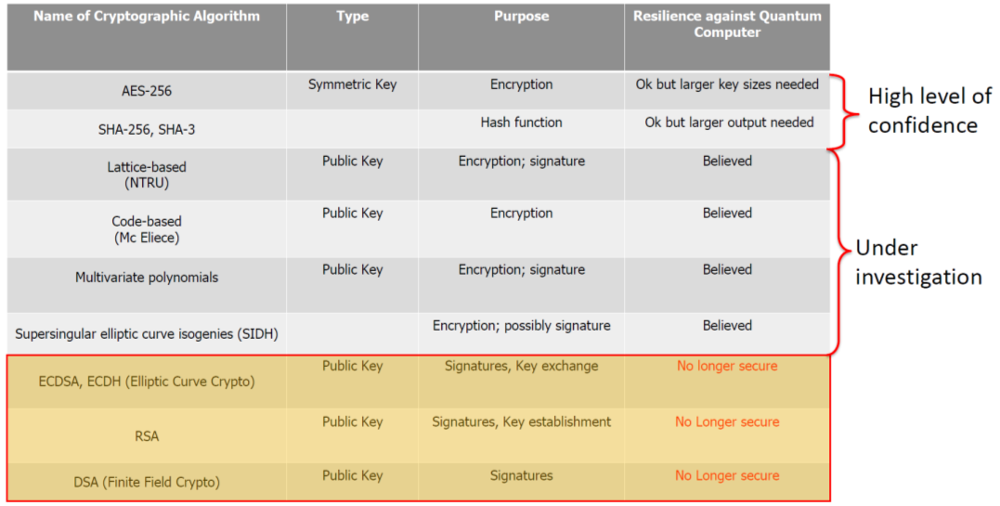 Name of Cryptographic Algorithm
Type
Purpose
Resilience against Quantum
Computer
AES-256
Symmetric Key
Encryption
Ok but larger key sizes needed
SHA-256, SHA-3
Hash function
Ok but larger output needed
High level of
confidence
Lattice-based
(NTRU)
Public Key
Encryption; signature
Believed
Code-based
(Mc Eliece)
Public Key
Encryption
Believed
Multivariate polynomials
Public Key
Encryption; signature
Believed
Supersingular elliptic curve isogenies (SIDH)
Encryption; possibly signature
Believed
Under
investigation
ECDSA, ECDH (Elliptic Curve Crypto)
Public Key
Signatures, Key exchange
No longer secure
RSA
Public Key
Signatures, Key establishment
No Longer secure
DSA (Finite Field Crypto)
Public Key
Signatures
No Longer secure